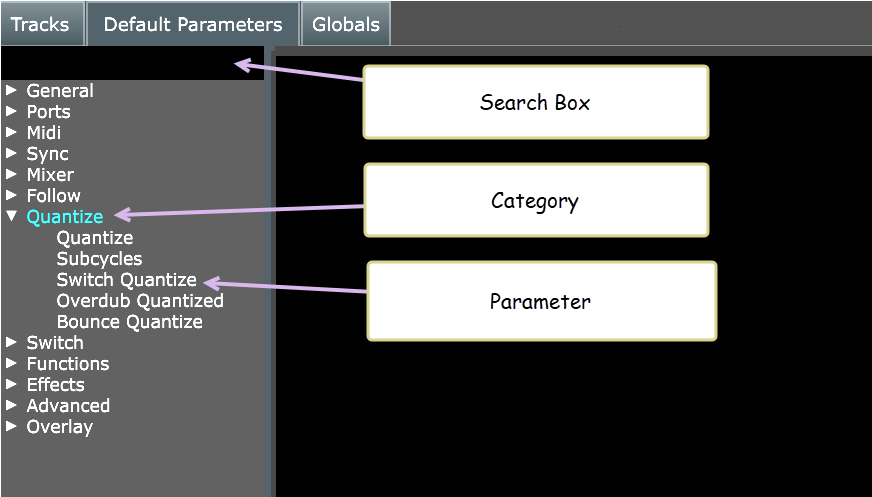 Tracks
Default Parameters
Globals
Search Box
General
Ports
Midi
Sync
Mixer
Follow
Category
Quantize
Quantize
Subcycles
Switch Quantize
Parameter
Overdub Quantized
Bounce Quantize
Switch
Functions
Effects
Advanced
Overlay